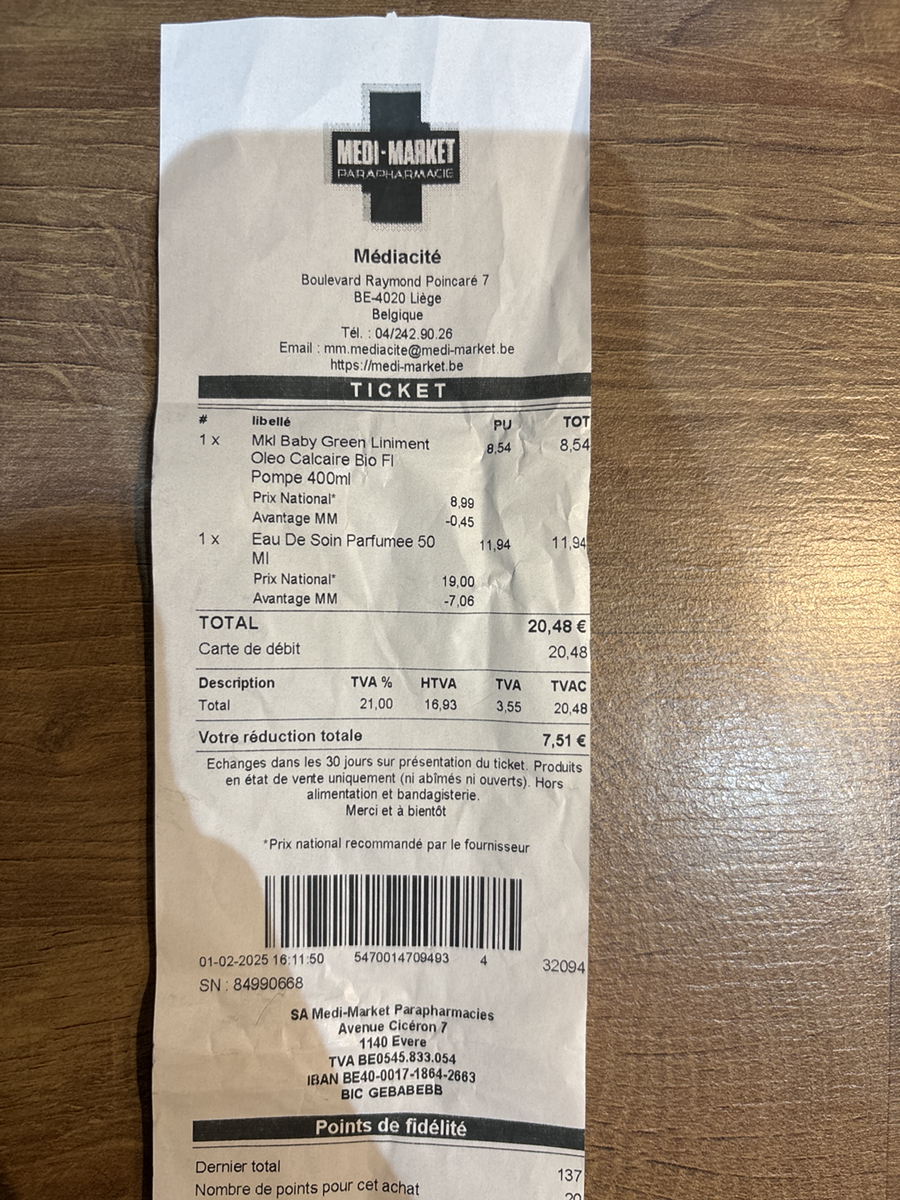 MEDI-MARKET
PARAPHARMACIE
Médiacité
Boulevard Raymond Poincaré 7
BE-4020 Liège
Belgique
Tél. : 04/242.90.26
Email : mm.mediacite@medi-market.be
https://medi-market.be
TICKET
# libellé PU TOT
1 x Mkl Baby Green Liniment 8,54 8,54
Oleo Calcaire Bio Fl
Pompe 400ml
Prix National* 8,99
Avantage MM -0,45
1 x Eau De Soin Parfumee 50 11,94 11,94
Ml
Prix National* 19,00
Avantage MM -7,06
TOTAL 20,48 €
Carte de débit 20,48
Description TVA % HTVA TVA TVAC
Total 21,00 16,93 3,55 20,48
Votre réduction totale 7,51 €
Echanges dans les 30 jours sur présentation du ticket. Produits
en état de vente uniquement (ni abîmés ni ouverts). Hors
alimentation et bandagisterie.
Merci et à bientôt
*Prix national recommandé par le fournisseur
01-02-2025 16:11:50 5470014709493 4 32094
SN : 84990668
SA Medi-Market Parapharmacies
Avenue Cicéron 7
1140 Evere
TVA BE0545.833.054
IBAN BE40-0017-1864-2663
BIC GEBABEBB
Points de fidélité
Dernier total 137
Nombre de points pour cet achat 20